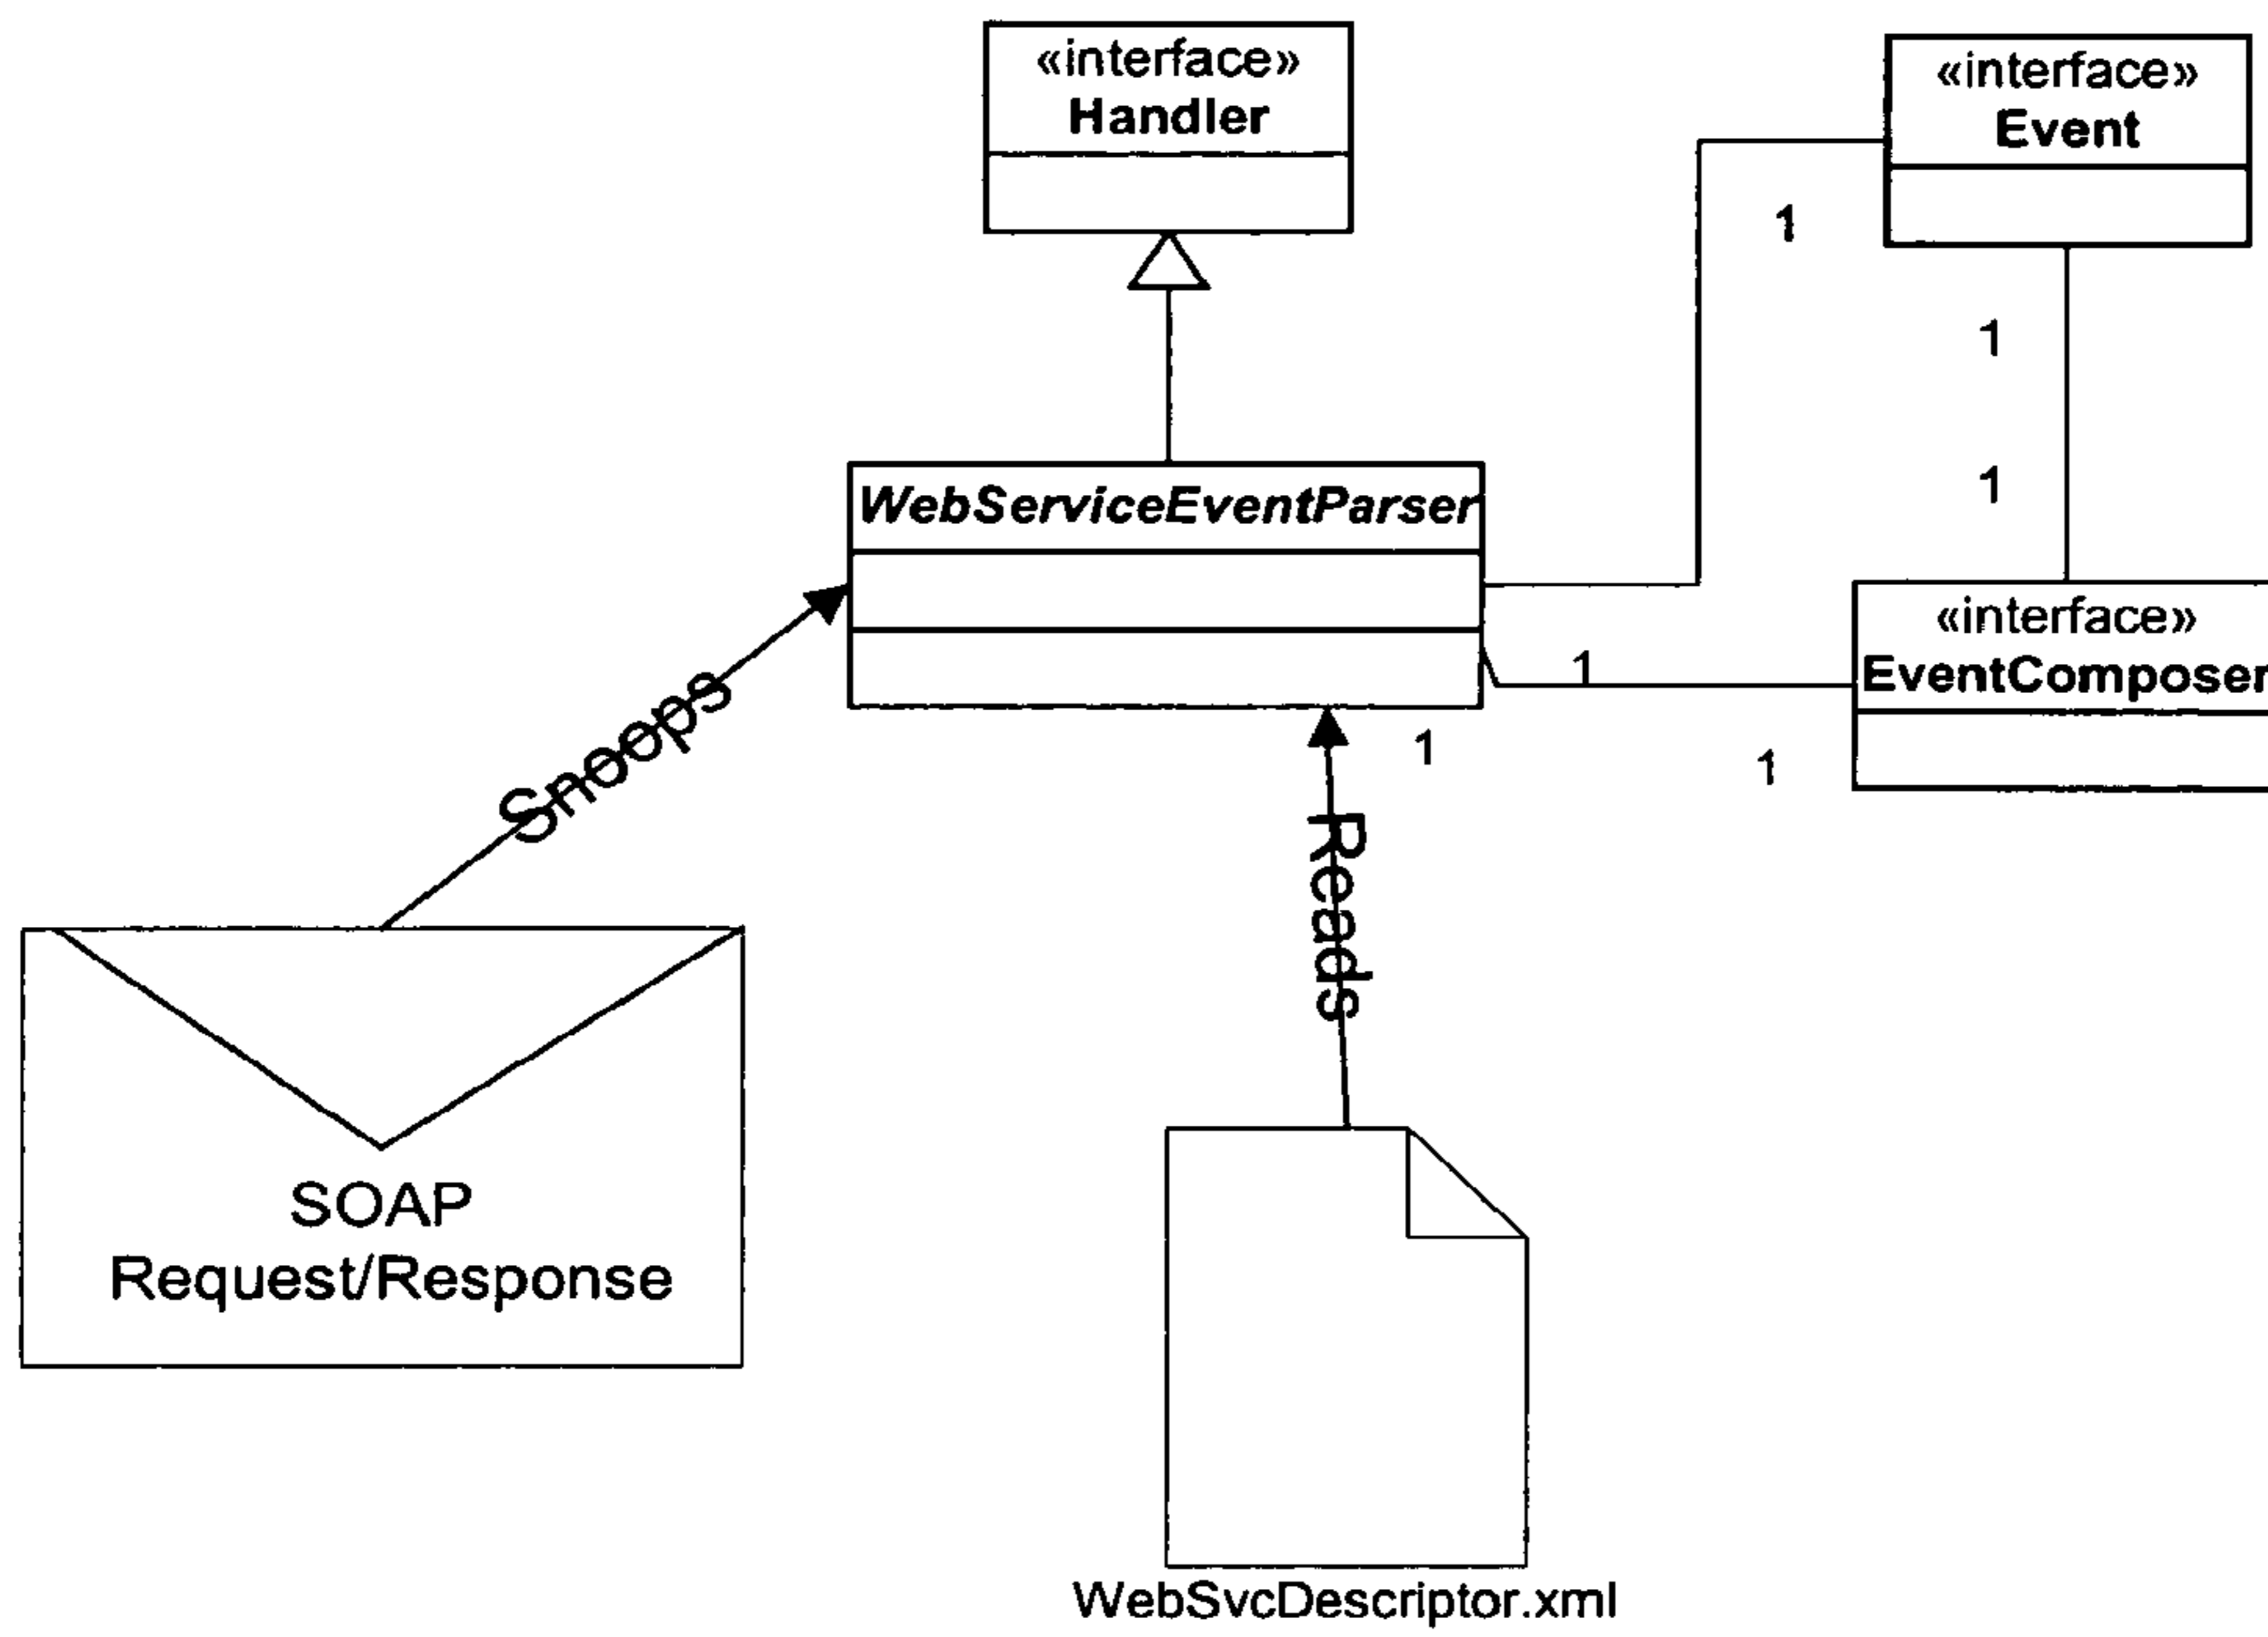 «interface»
Handler
«interface»
Event
1
1
1
WebServiceEventParser
«interface»
EventComposer
1
1
1
Snoops
Reads
SOAP
Request/Response
WebSvcDescriptor.xml